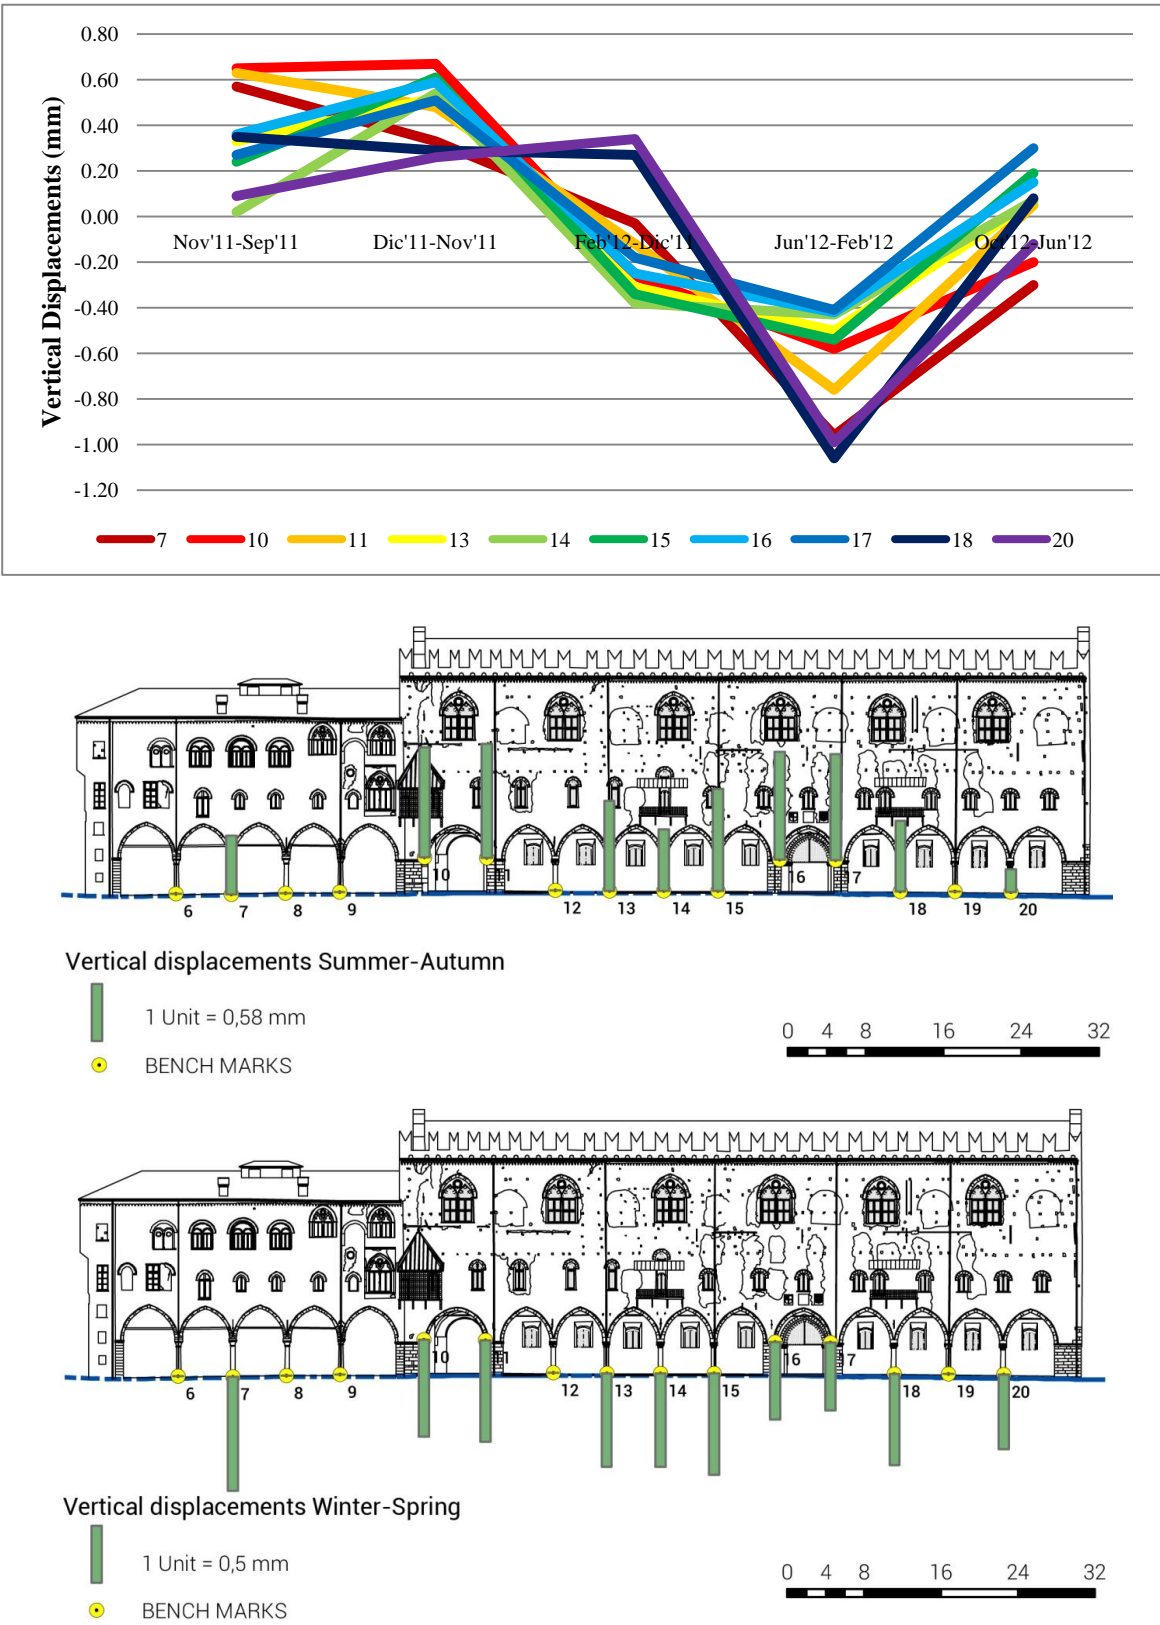 0.80
0.60
0.40
0.20
0.00
-0.20
-0.40
-0.60
-0.80
-1.00
-1.20
Vertical Displacements (mm)
Nov'11-Sep'11 Dic'11-Nov'11 Feb'12-Dic'11 Jun'12-Feb'12 Oct'12-Jun'12
7 10 11 13 14 15 16 17 18 20
10 11 16 17
6 7 8 9 12 13 14 15 18 19 20
Vertical displacements Summer-Autumn
1 Unit = 0,58 mm
BENCH MARKS
0 4 8 16 24 32
10 11 16 17
6 7 8 9 12 13 14 15 18 19 20
Vertical displacements Winter-Spring
1 Unit = 0,5 mm
BENCH MARKS
0 4 8 16 24 32